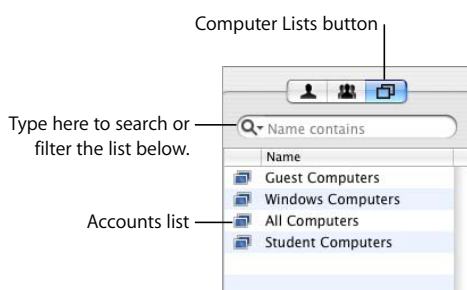 Computer Lists button
Type here to search or
filter the list below.
Name contains
Name
Guest Computers
Windows Computers
Accounts list
All Computers
Student Computers